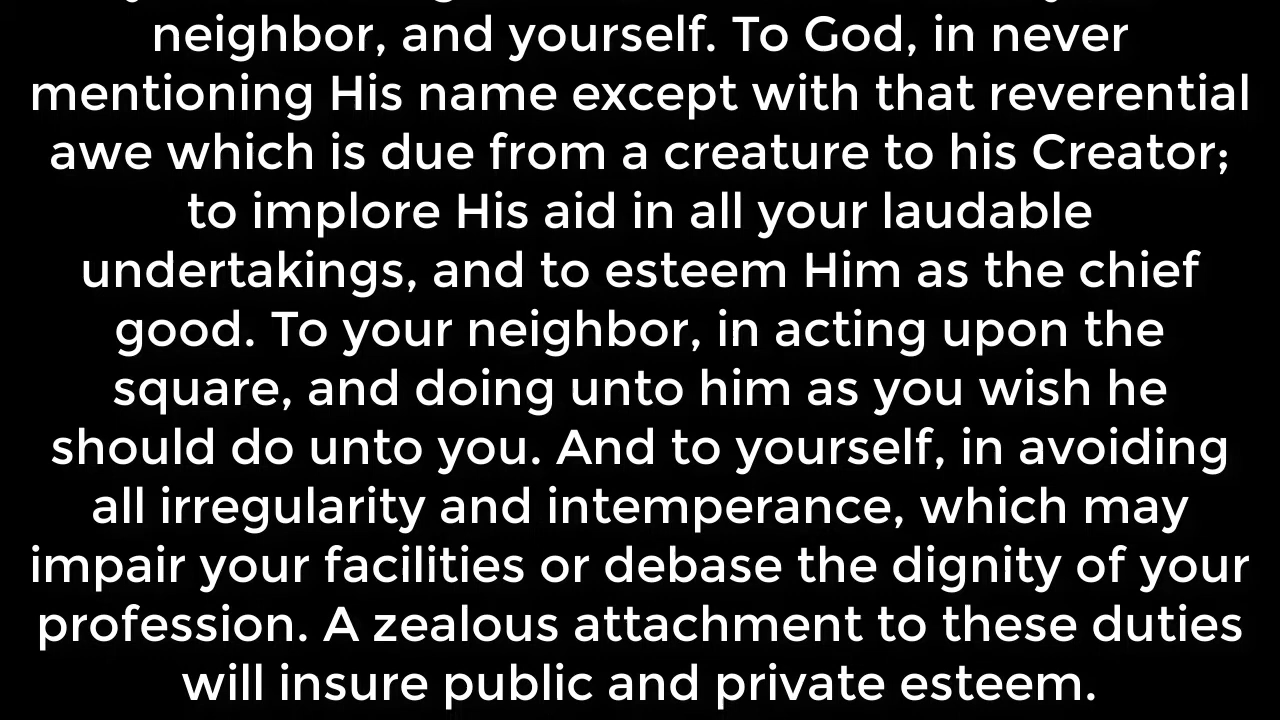 neighbor, and yourself. To God, in never
mentioning His name except with that reverential
awe which is due from a creature to his Creator;
to implore His aid in all your laudable
undertakings, and to esteem Him as the chief
good. To your neighbor, in acting upon the
square, and doing unto him as you wish he
should do unto you. And to yourself, in avoiding
all irregularity and intemperance, which may
impair your facilities or debase the dignity of your
profession. A zealous attachment to these duties
will insure public and private esteem.